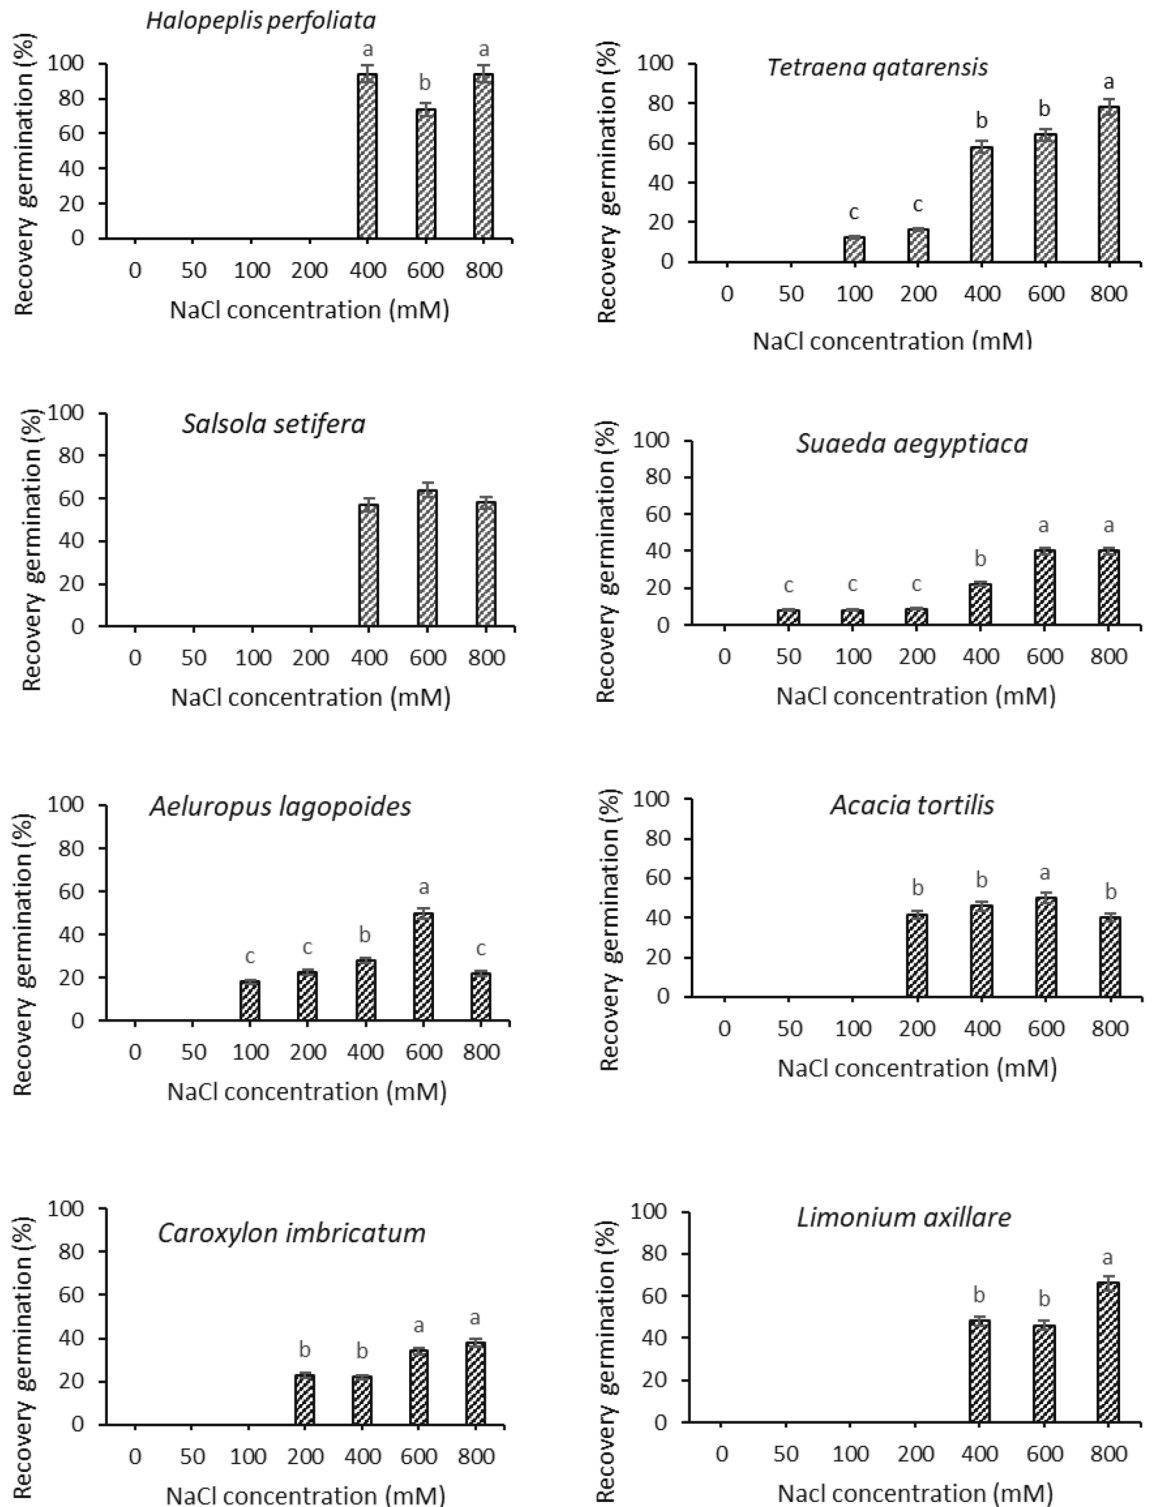 Halopeplis perfoliata
Recovery germination (%)
100
80
60
40
20
0
a
b
a
0 50 100 200 400 600 800
NaCl concentration (mM)
Tetraena qatarensis
Recovery germination (%)
100
80
60
40
20
0
c
c
b
b
a
0 50 100 200 400 600 800
NaCl concentration (mM)
Salsola setifera
Recovery germination (%)
100
80
60
40
20
0
0 50 100 200 400 600 800
NaCl concentration (mM)
Suaeda aegyptiaca
Recovery germination (%)
100
80
60
40
20
0
c
c
c
b
a
a
0 50 100 200 400 600 800
NaCl concentration (mM)
Aeluropus lagopoides
Recovery germination (%)
100
80
60
40
20
0
c
c
b
a
c
0 50 100 200 400 600 800
NaCl concentration (mM)
Acacia tortilis
Recovery germination (%)
100
80
60
40
20
0
b
b
a
b
0 50 100 200 400 600 800
NaCl concentration (mM)
Caroxylon imbricatum
Recovery germination (%)
100
80
60
40
20
0
b
b
a
a
0 50 100 200 400 600 800
NaCl concentration (mM)
Limonium axillare
Recovery germination (%)
100
80
60
40
20
0
b
b
a
0 50 100 200 400 600 800
NaCl concentration (mM)